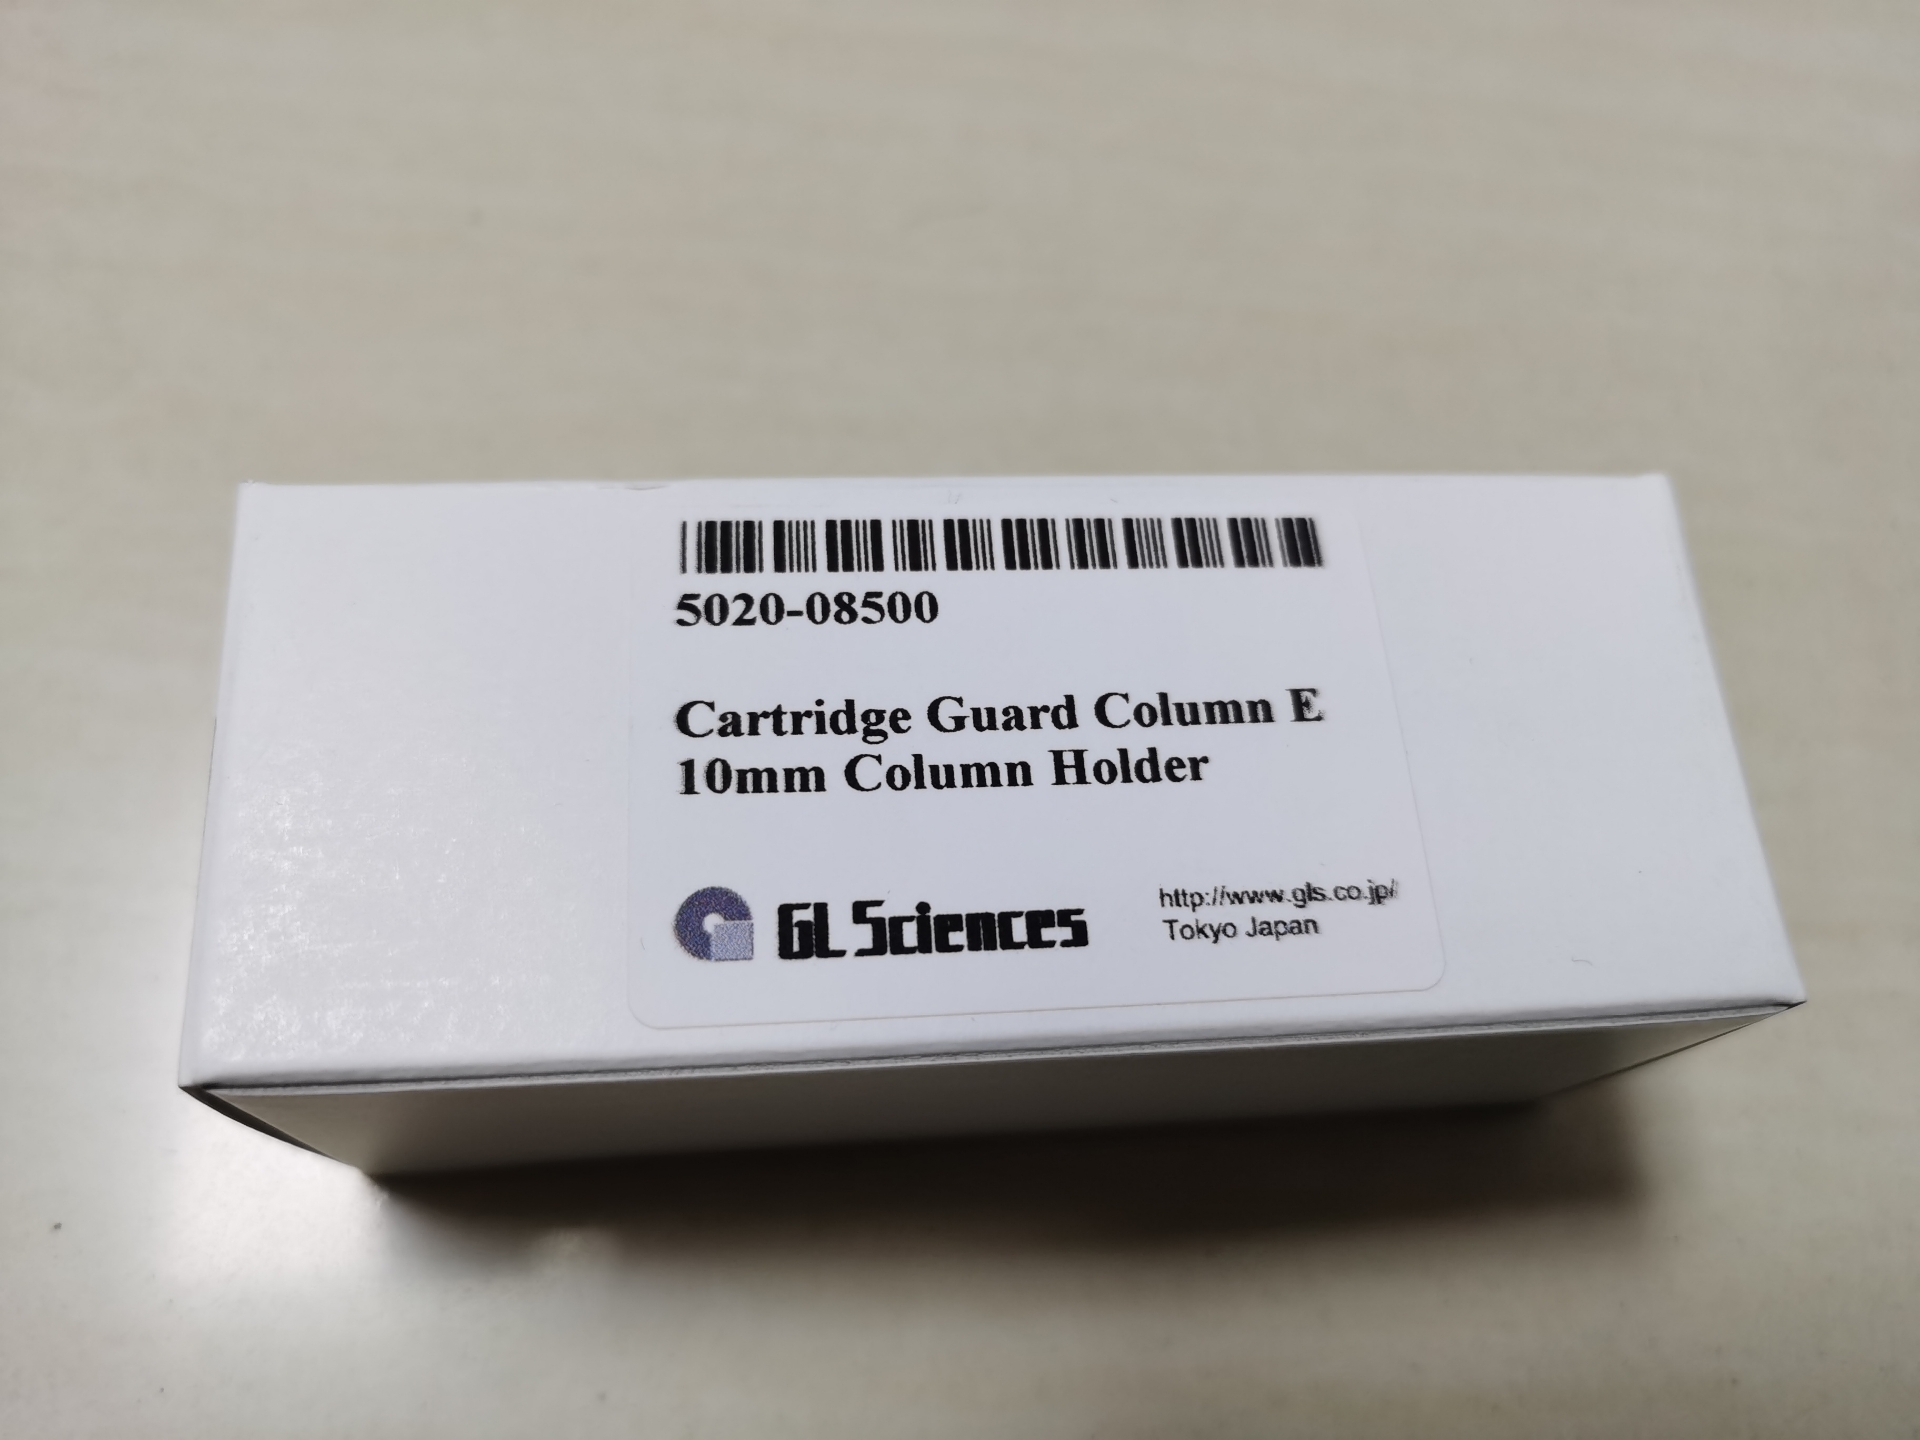 5020-08500
Cartridge Guard Column E
10mm Column Holder
GL Sciences
http://www.gls.co.jp/
Tokyo Japan